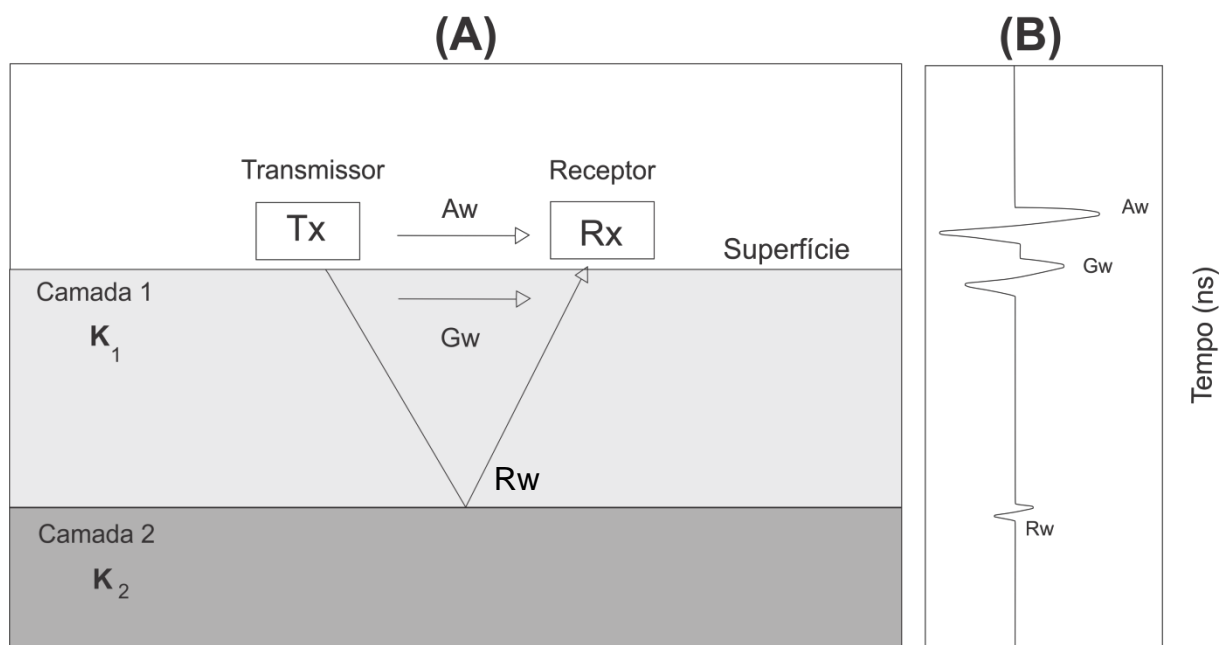 (A)
(B)
Transmissor
Receptor
Aw
Tx
Rx
Superfície
Camada 1
K1
Gw
Rw
Camada 2
K2
Aw
Gw
Rw
Tempo (ns)